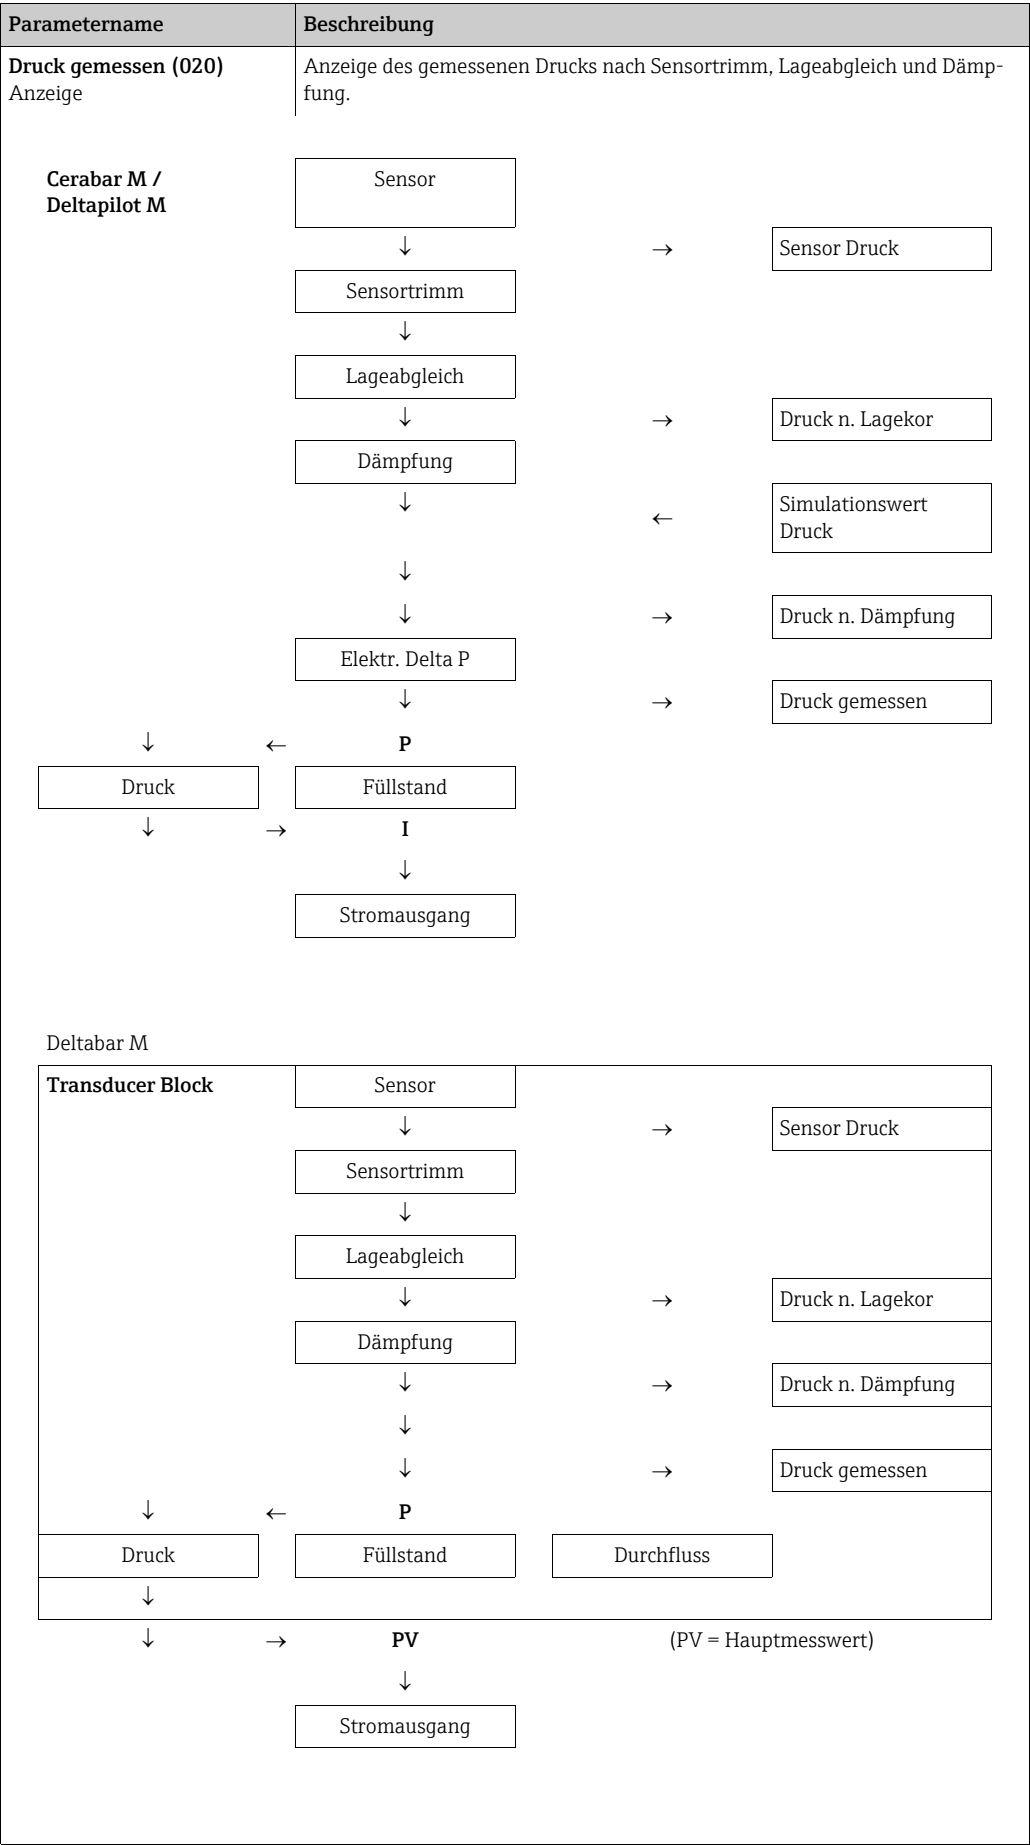 Parametername Beschreibung
Druck gemessen (020) Anzeige des gemessenen Drucks nach Sensortrimm, Lageabgleich und Dämp-
Anzeige fung.
Cerabar M / Sensor
Deltapilot M
↓ → Sensor Druck
Sensortrimm
↓
Lageabgleich
↓ → Druck n. Lagekor
Dämpfung
↓ ← Simulationswert
Druck
↓
↓ → Druck n. Dämpfung
Elektr. Delta P
↓ → Druck gemessen
↓ ← P
Druck Füllstand
↓ → I
↓
Stromausgang
Deltabar M
Transducer Block Sensor
↓ → Sensor Druck
Sensortrimm
↓
Lageabgleich
↓ → Druck n. Lagekor
Dämpfung
↓ → Druck n. Dämpfung
↓
↓ → Druck gemessen
↓ ← P
Druck Füllstand Durchfluss
↓
↓ → PV (PV = Hauptmesswert)
↓
Stromausgang